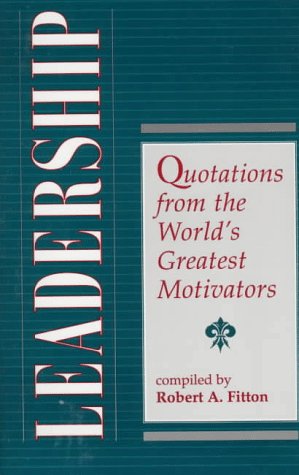 LEADERSHIP
Quotations
from the
World's
Greatest
Motivators
compiled by
Robert A. Fitton